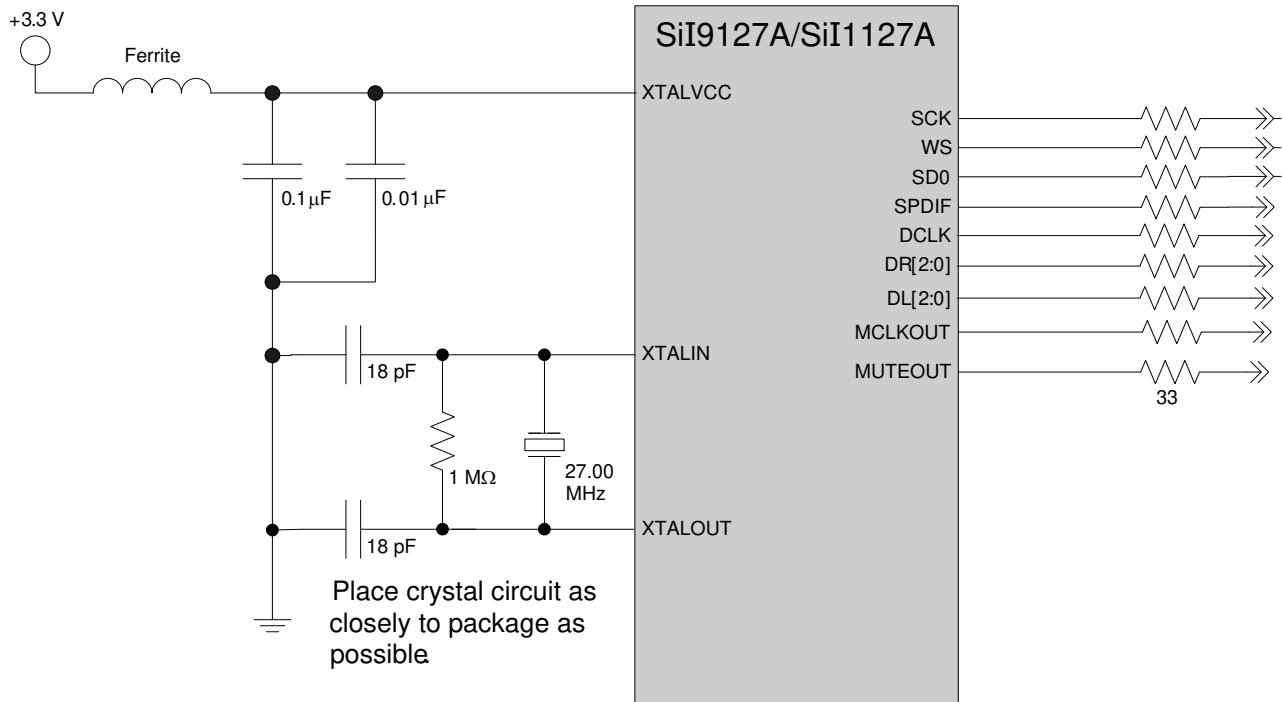 +3.3 V
Ferrite
SiI9127A/SiI1127A
XTALVCC
0.1 µF
0.01 µF
SCK
WS
SD0
SPDIF
DCLK
DR[2:0]
DL[2:0]
MCLKOUT
MUTEOUT
33
XTALIN
18 pF
1 MΩ
27.00
MHz
XTALOUT
18 pF
Place crystal circuit as
closely to package as
possible.